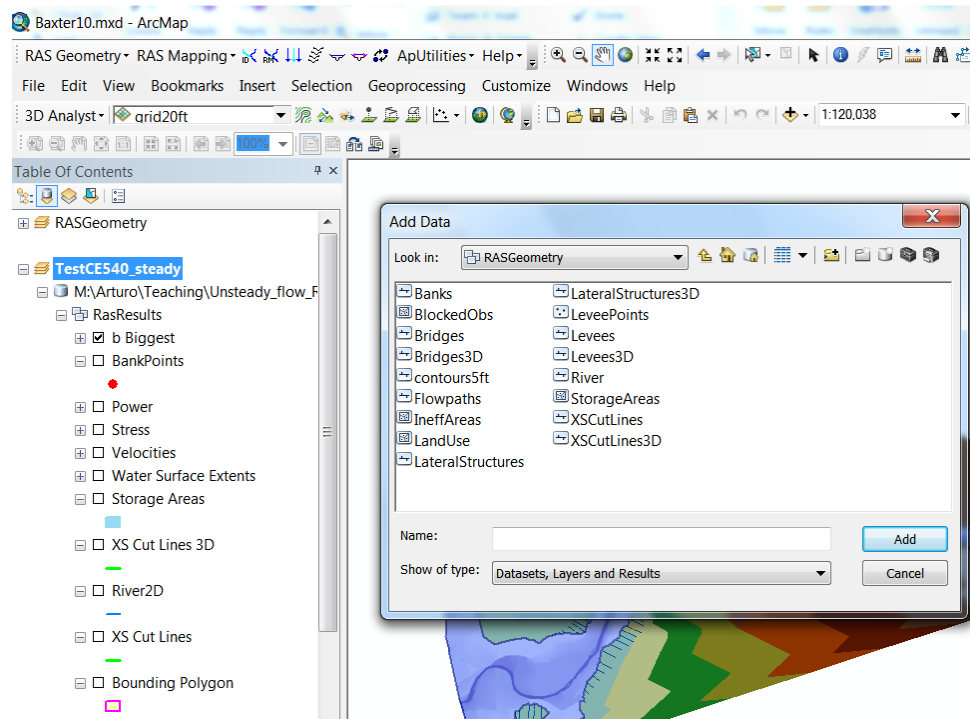 Baxter10.mxd - ArcMap
RAS Geometry RAS Mapping ApUtilities Help
File Edit View Bookmarks Insert Selection Geoprocessing Customize Windows Help
3D Analyst grid20ft 1:120,038
100%
Table Of Contents
RASGeometry
TestCE540_steady
M:\Arturo\Teaching\Unsteady_flow_R
RasResults
b Biggest
BankPoints
Power
Stress
Velocities
Water Surface Extents
Storage Areas
XS Cut Lines 3D
River2D
XS Cut Lines
Bounding Polygon
Add Data
Look in: RASGeometry
Banks
BlockedObs
Bridges
Bridges3D
contours5ft
Flowpaths
IneffAreas
LandUse
LateralStructures
LateralStructures3D
LeveePoints
Levees
Levees3D
River
StorageAreas
XSCutLines
XSCutLines3D
Name: Add
Show of type: Datasets, Layers and Results Cancel